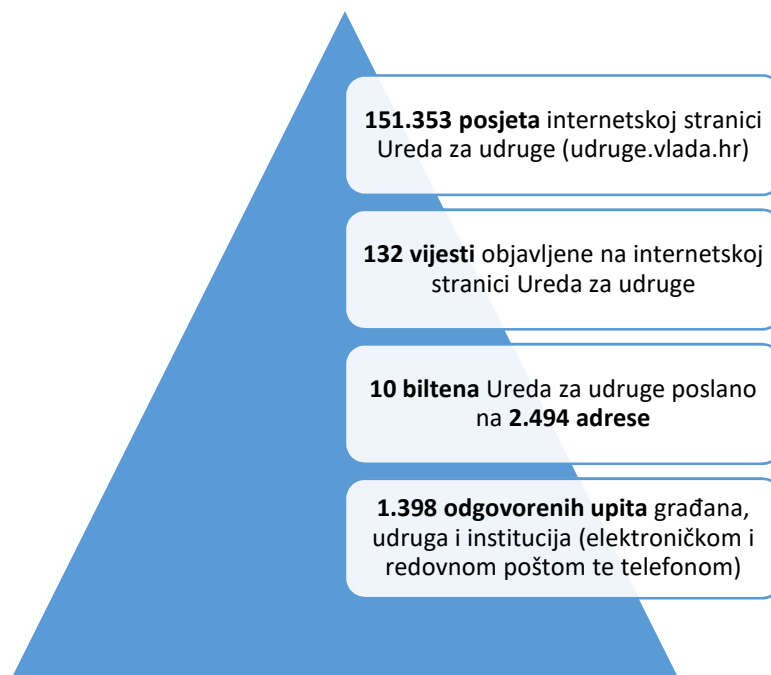 151.353 posjeta internetskoj stranici
Ureda za udruge (udruge.vlada.hr)
132 vijesti objavljene na internetskoj
stranici Ureda za udruge
10 biltena Ureda za udruge poslano
na 2.494 adrese
1.398 odgovorenih upita građana,
udruga i institucija (elektroničkom i
redovnom poštom te telefonom)